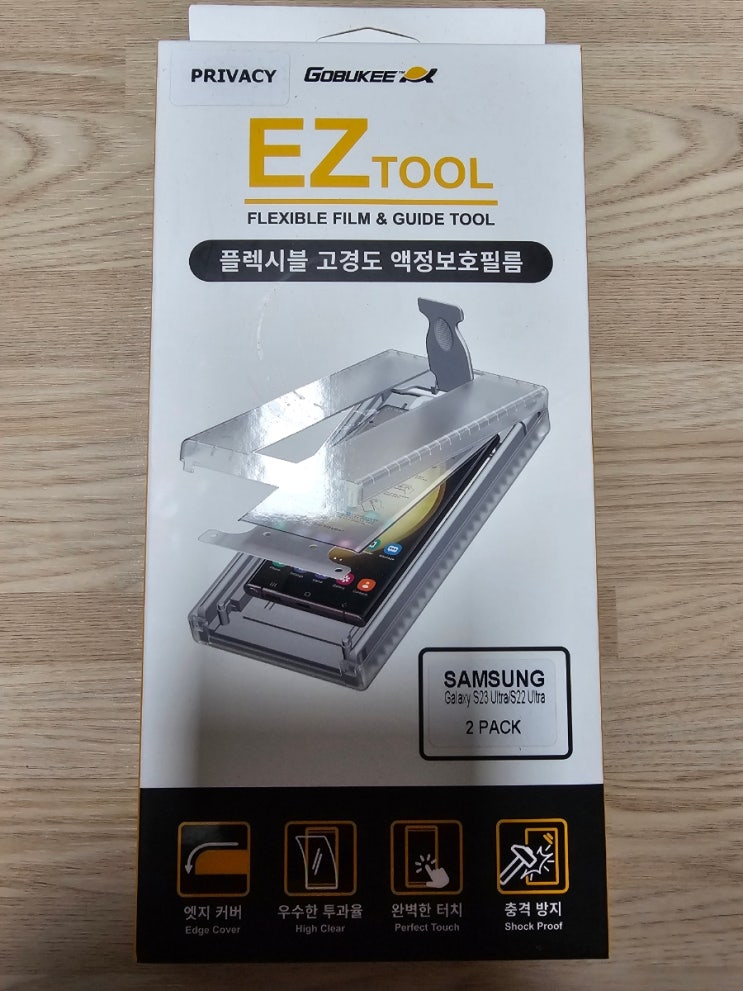 PRIVACY
GOBUKEE™
EZ TOOL
FLEXIBLE FILM & GUIDE TOOL
플렉시블 고경도 액정보호필름
SAMSUNG
Galaxy S23 Ultra/S22 Ultra
2 PACK
엣지 커버
Edge Cover
우수한 투과율
High Clear
완벽한 터치
Perfect Touch
충격 방지
Shock Proof